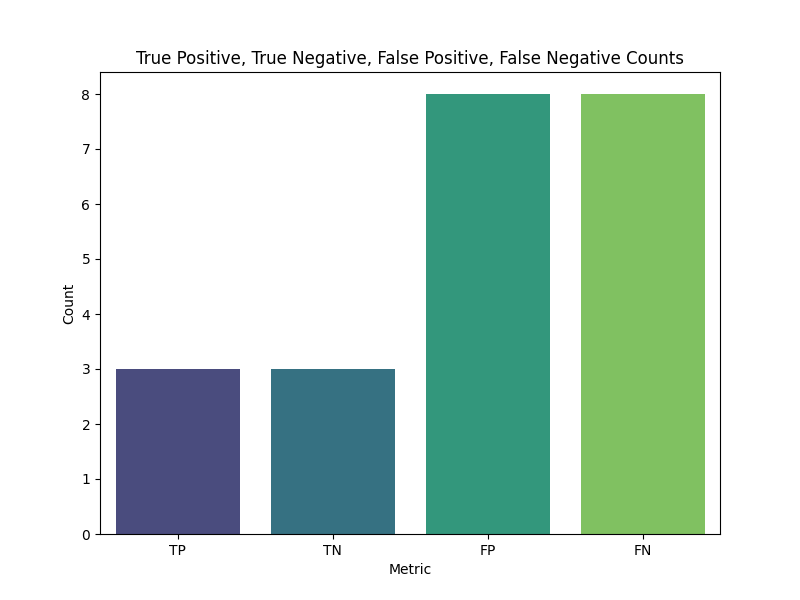 True Positive, True Negative, False Positive, False Negative Counts
8
7
6
5
4
3
2
1
0
Count
TP TN FP FN
Metric